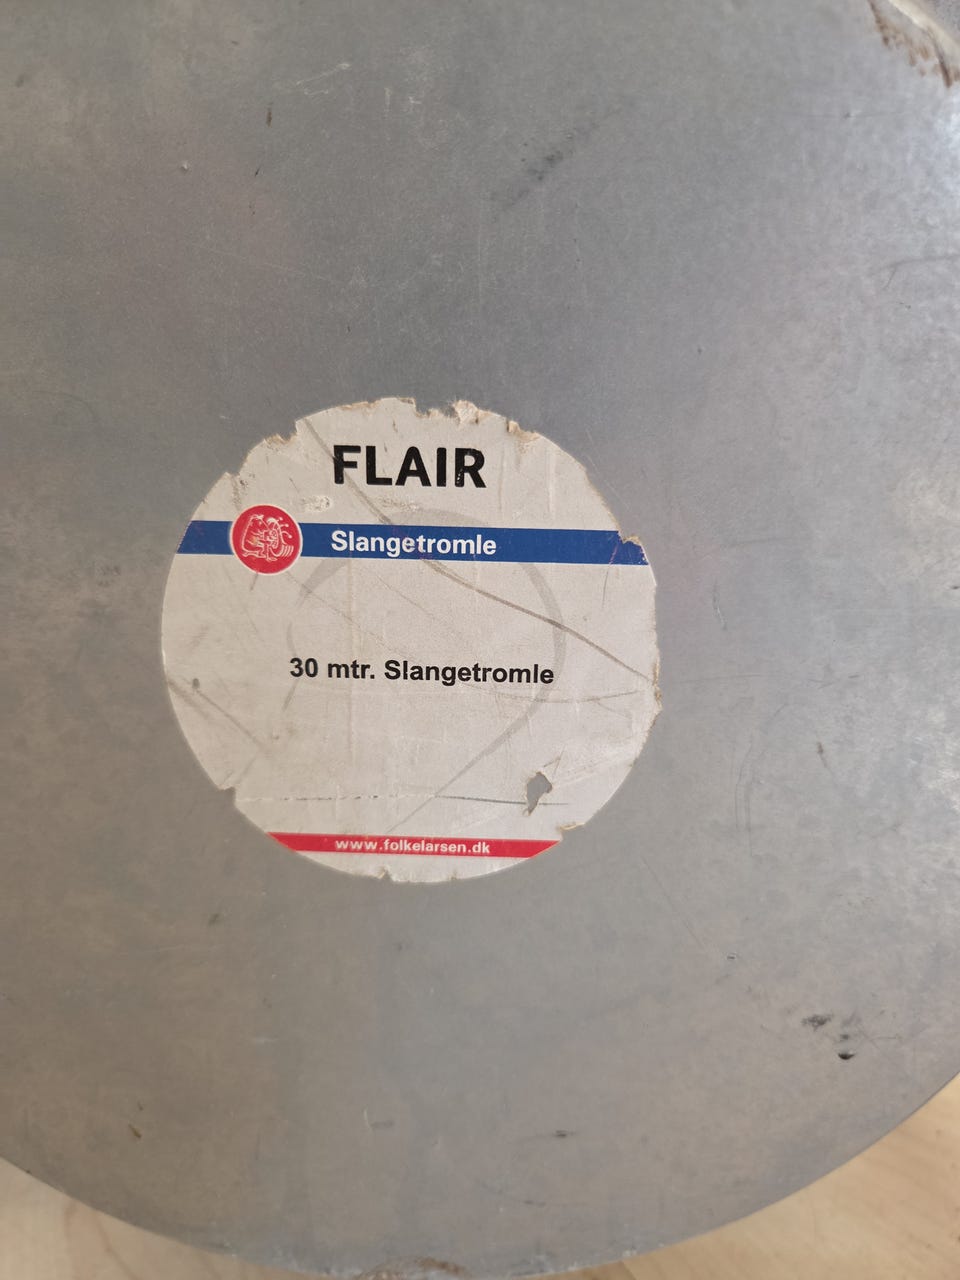 FLAIR
Slangetromle
30 mtr. Slangetromle
www.folkelarsen.dk